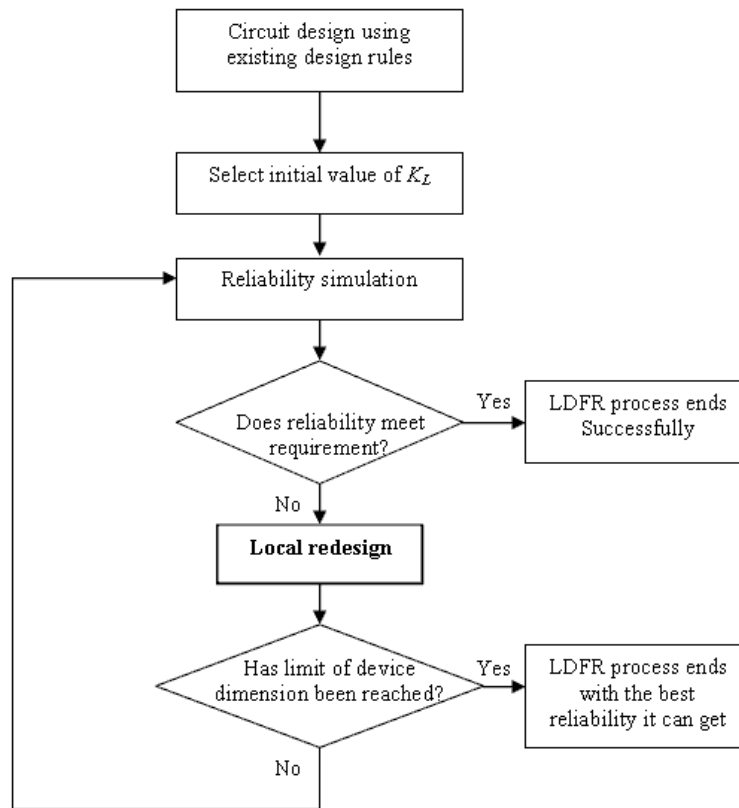 Circuit design using
existing design rules
Select initial value of K_L
Reliability simulation
Does reliability meet
requirement?
Yes
LDFR process ends
Successfully
No
Local redesign
Has limit of device
dimension been reached?
Yes
LDFR process ends
with the best
reliability it can get
No